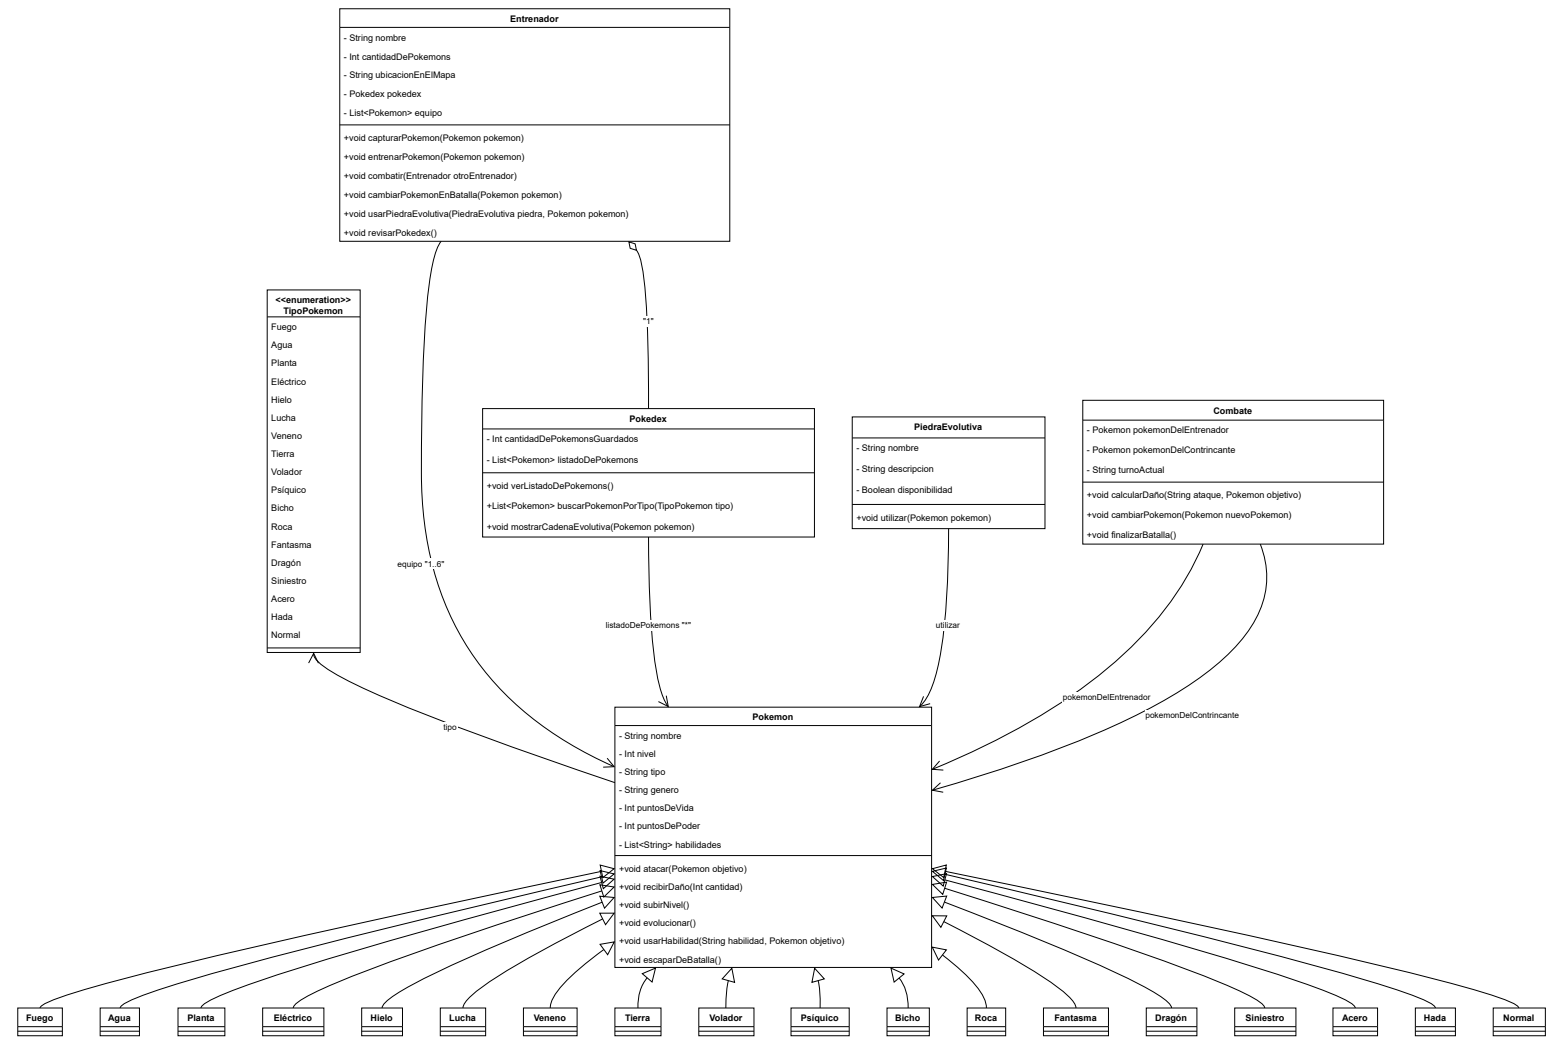 Entrenador
- String nombre
- Int cantidadDePokemons
- String ubicacionEnElMapa
- Pokedex pokedex
- List<Pokemon> equipo
+void capturarPokemon(Pokemon pokemon)
+void entrenarPokemon(Pokemon pokemon)
+void combatir(Entrenador otroEntrenador)
+void cambiarPokemonEnBatalla(Pokemon pokemon)
+void usarPiedraEvolutiva(PiedraEvolutiva piedra, Pokemon pokemon)
+void revisarPokedex()
<<enumeration>>
TipoPokemon
Fuego
Agua
Planta
Eléctrico
Hielo
Lucha
Veneno
Tierra
Volador
Psíquico
Bicho
Roca
Fantasma
Dragón
Siniestro
Acero
Hada
Normal
"1"
Pokedex
- Int cantidadDePokemonsGuardados
- List<Pokemon> listadoDePokemons
+void verListadoDePokemons()
+List<Pokemon> buscarPokemonPorTipo(TipoPokemon tipo)
+void mostrarCadenaEvolutiva(Pokemon pokemon)
PiedraEvolutiva
- String nombre
- String descripcion
- Boolean disponibilidad
+void utilizar(Pokemon pokemon)
Combate
- Pokemon pokemonDelEntrenador
- Pokemon pokemonDelContrincante
- String turnoActual
+void calcularDaño(String ataque, Pokemon objetivo)
+void cambiarPokemon(Pokemon nuevoPokemon)
+void finalizarBatalla()
equipo "1..6"
listadoDePokemons "*"
utilizar
pokemonDelEntrenador
pokemonDelContrincante
tipo
Pokemon
- String nombre
- Int nivel
- String tipo
- String genero
- Int puntosDeVida
- Int puntosDePoder
- List<String> habilidades
+void atacar(Pokemon objetivo)
+void recibirDaño(Int cantidad)
+void subirNivel()
+void evolucionar()
+void usarHabilidad(String habilidad, Pokemon objetivo)
+void escaparDeBatalla()
Fuego
Agua
Planta
Eléctrico
Hielo
Lucha
Veneno
Tierra
Volador
Psíquico
Bicho
Roca
Fantasma
Dragón
Siniestro
Acero
Hada
Normal